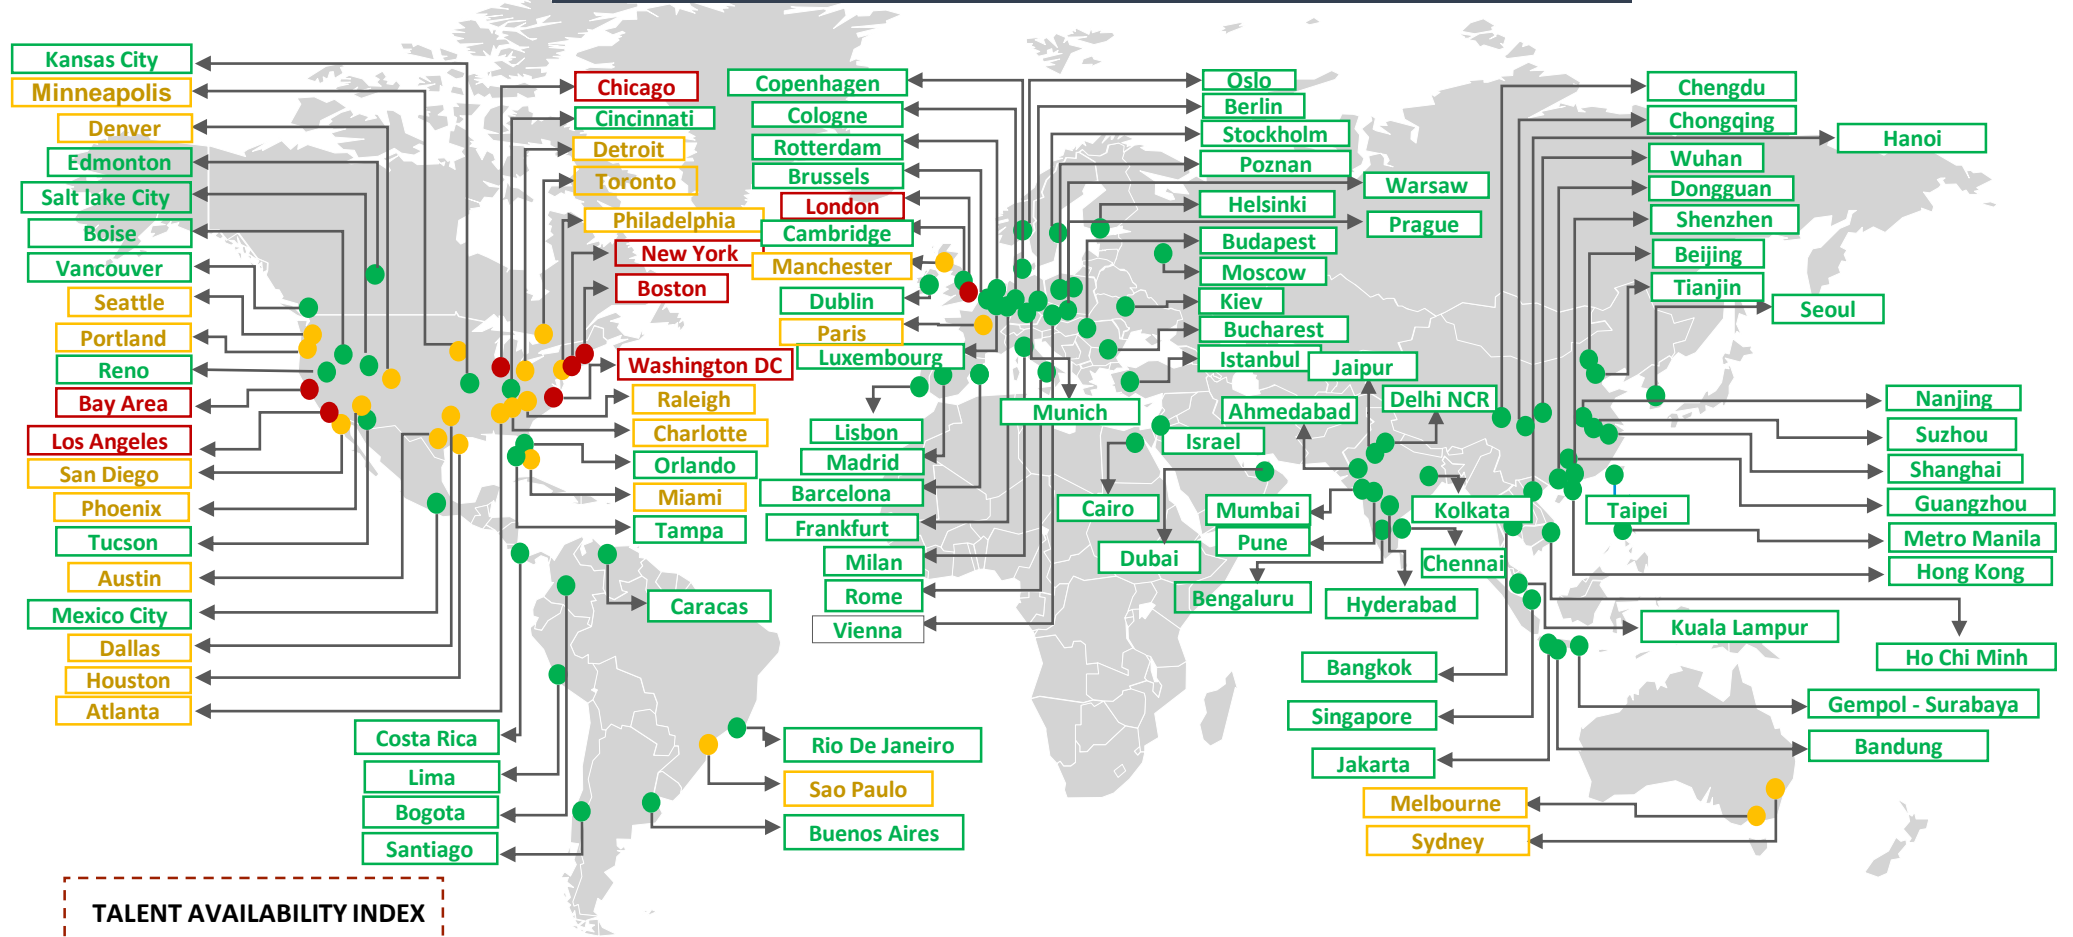 Kansas City
Minneapolis
Denver
Edmonton
Salt lake City
Boise
Vancouver
Seattle
Portland
Reno
Bay Area
Los Angeles
San Diego
Phoenix
Tucson
Austin
Mexico City
Dallas
Houston
Atlanta
Chicago
Cincinnati
Detroit
Toronto
Philadelphia
New York
Boston
Washington DC
Raleigh
Charlotte
Orlando
Miami
Tampa
Caracas
Costa Rica
Lima
Bogota
Santiago
Rio De Janeiro
Sao Paulo
Buenos Aires
Copenhagen
Cologne
Rotterdam
Brussels
London
Cambridge
Manchester
Dublin
Paris
Luxembourg
Lisbon
Madrid
Barcelona
Frankfurt
Milan
Rome
Vienna
Oslo
Berlin
Stockholm
Poznan
Warsaw
Helsinki
Prague
Budapest
Moscow
Kiev
Bucharest
Istanbul
Jaipur
Munich
Ahmedabad
Delhi NCR
Israel
Cairo
Dubai
Mumbai
Pune
Bengaluru
Kolkata
Chennai
Hyderabad
Taipei
Bangkok
Singapore
Jakarta
Melbourne
Sydney
Chengdu
Chongqing
Hanoi
Wuhan
Dongguan
Shenzhen
Beijing
Tianjin
Seoul
Nanjing
Suzhou
Shanghai
Guangzhou
Metro Manila
Hong Kong
Kuala Lampur
Ho Chi Minh
Gempol - Surabaya
Bandung
TALENT AVAILABILITY INDEX